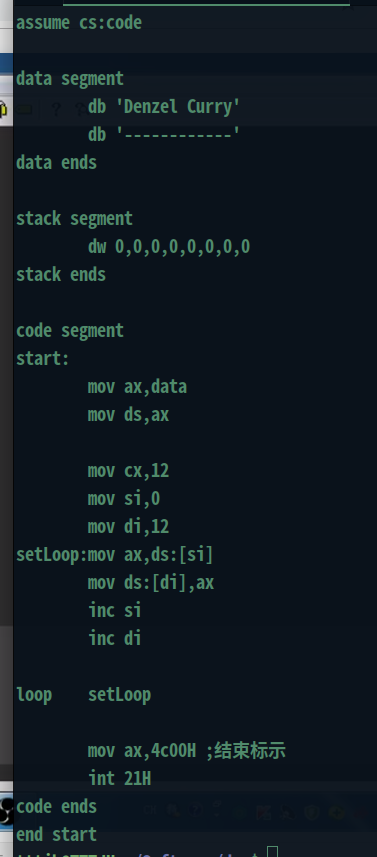 assume cs:code
data segment
db 'Denzel Curry'
db '------------'
data ends
stack segment
dw 0,0,0,0,0,0,0,0
stack ends
code segment
start:
mov ax,data
mov ds,ax
mov cx,12
mov si,0
mov di,12
setLoop:mov ax,ds:[si]
mov ds:[di],ax
inc si
inc di
loop setLoop
mov ax,4c00H ;结束标示
int 21H
code ends
end start